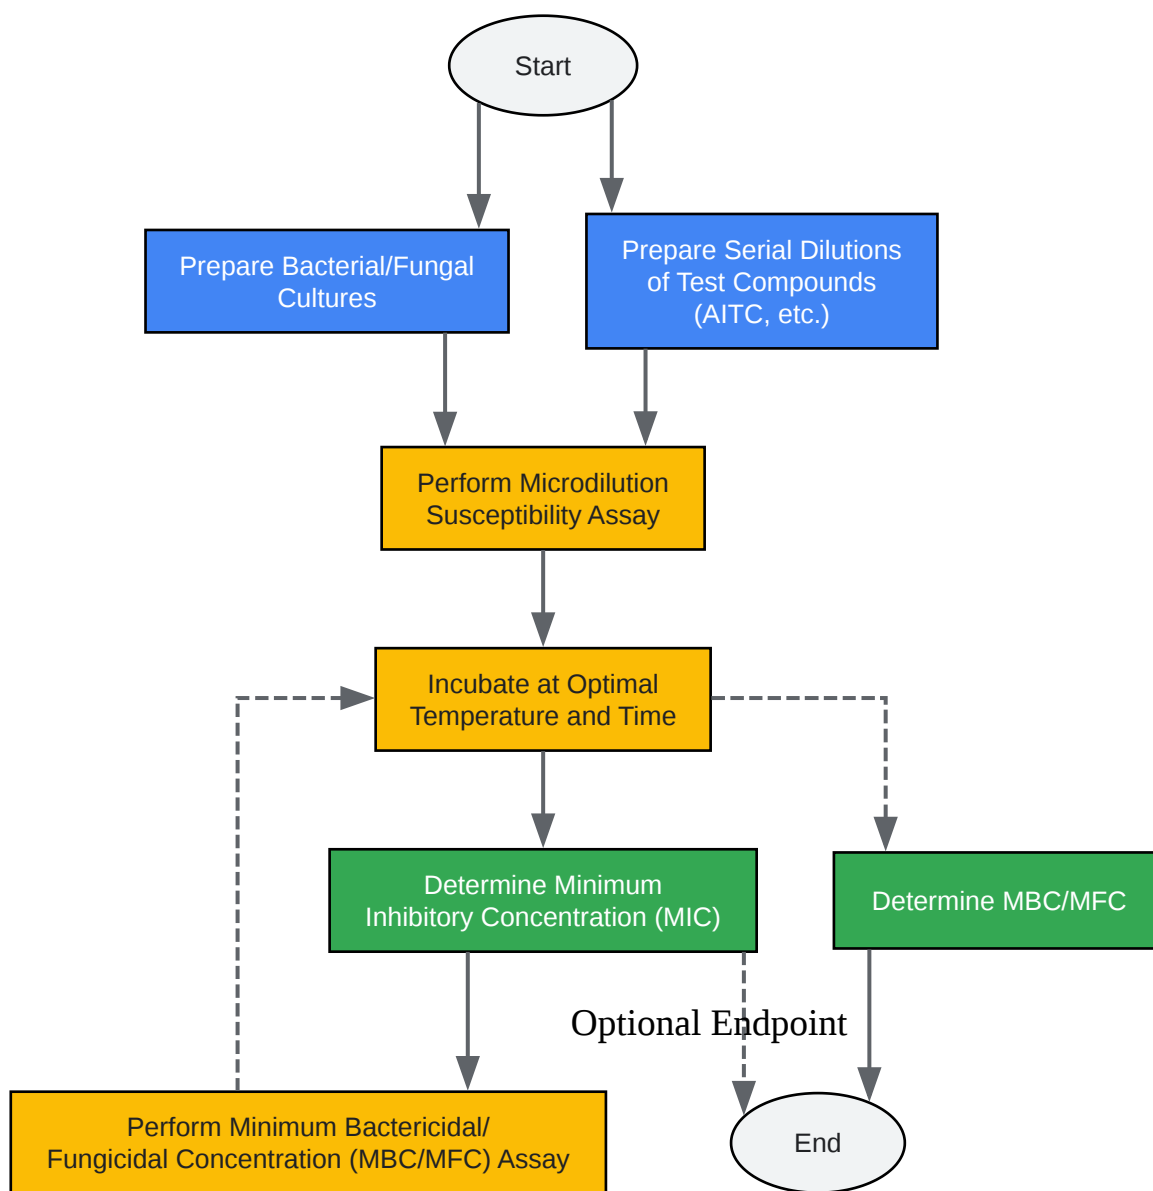 Start
Prepare Bacterial/Fungal
Cultures
Prepare Serial Dilutions
of Test Compounds
(AITC, etc.)
Perform Microdilution
Susceptibility Assay
Incubate at Optimal
Temperature and Time
Determine Minimum
Inhibitory Concentration (MIC)
Determine MBC/MFC
Optional Endpoint
Perform Minimum Bactericidal/
Fungicidal Concentration (MBC/MFC) Assay
End